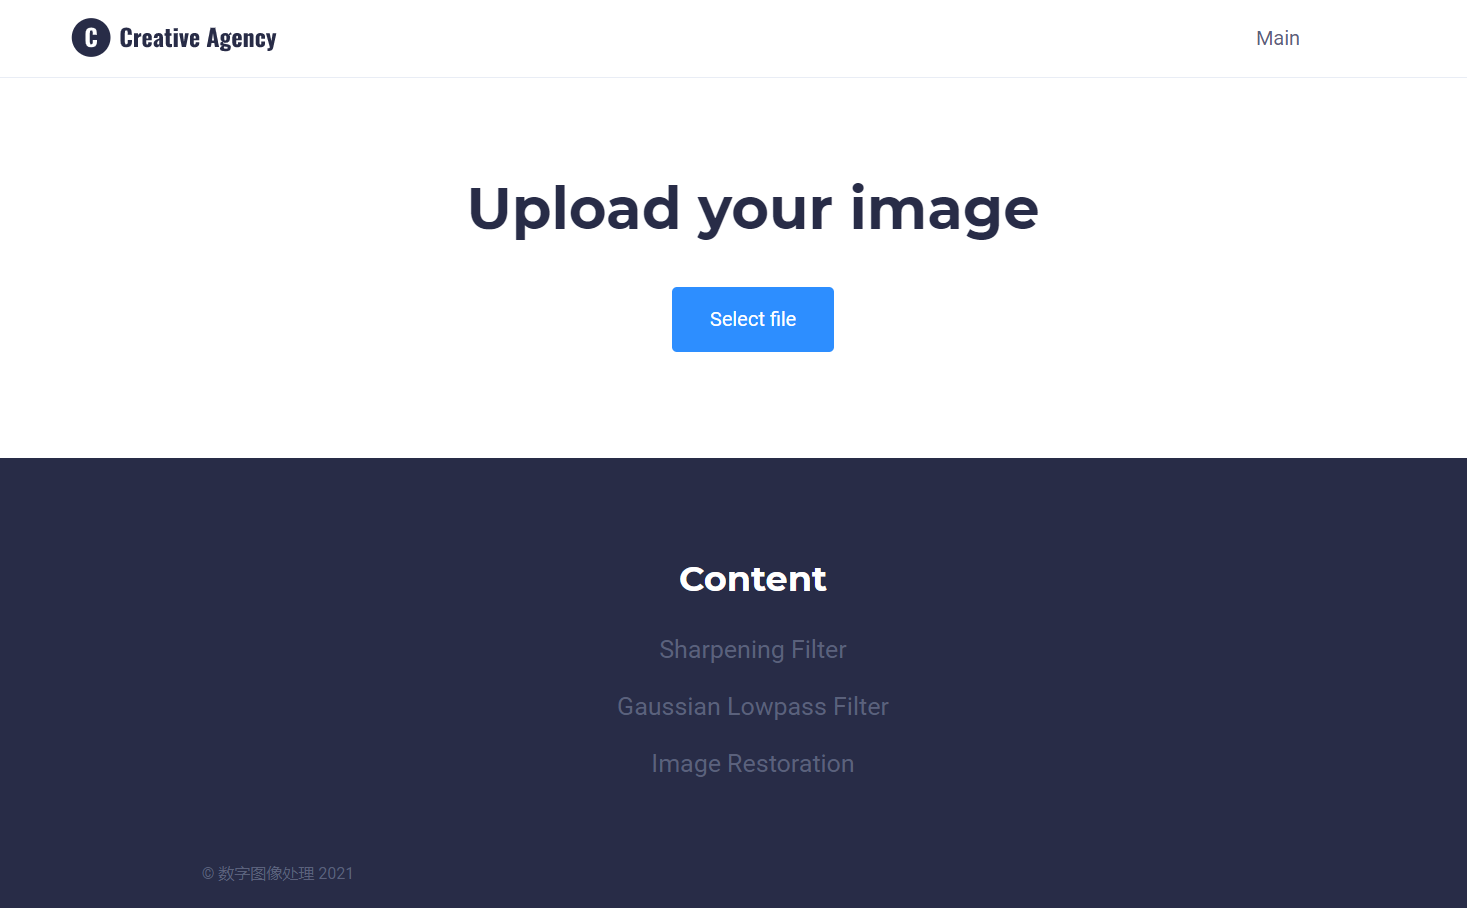 C Creative Agency
Main
Upload your image
Select file
Content
Sharpening Filter
Gaussian Lowpass Filter
Image Restoration
© 数字图像处理 2021